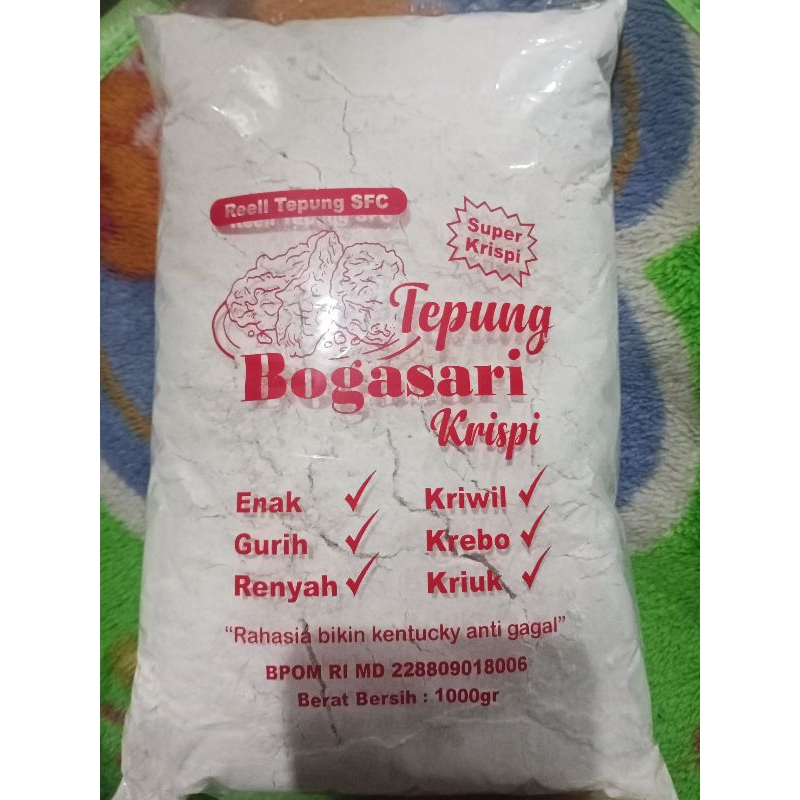 Reell Tepung SFC
Super
Krispi
Tepung
Bogasari
Krispi
Enak
Kriwil
Gurih
Krebo
Renyah
Kriuk
“Rahasia bikin kentucky anti gagal”
BPOM RI MD 228809018006
Berat Bersih : 1000gr